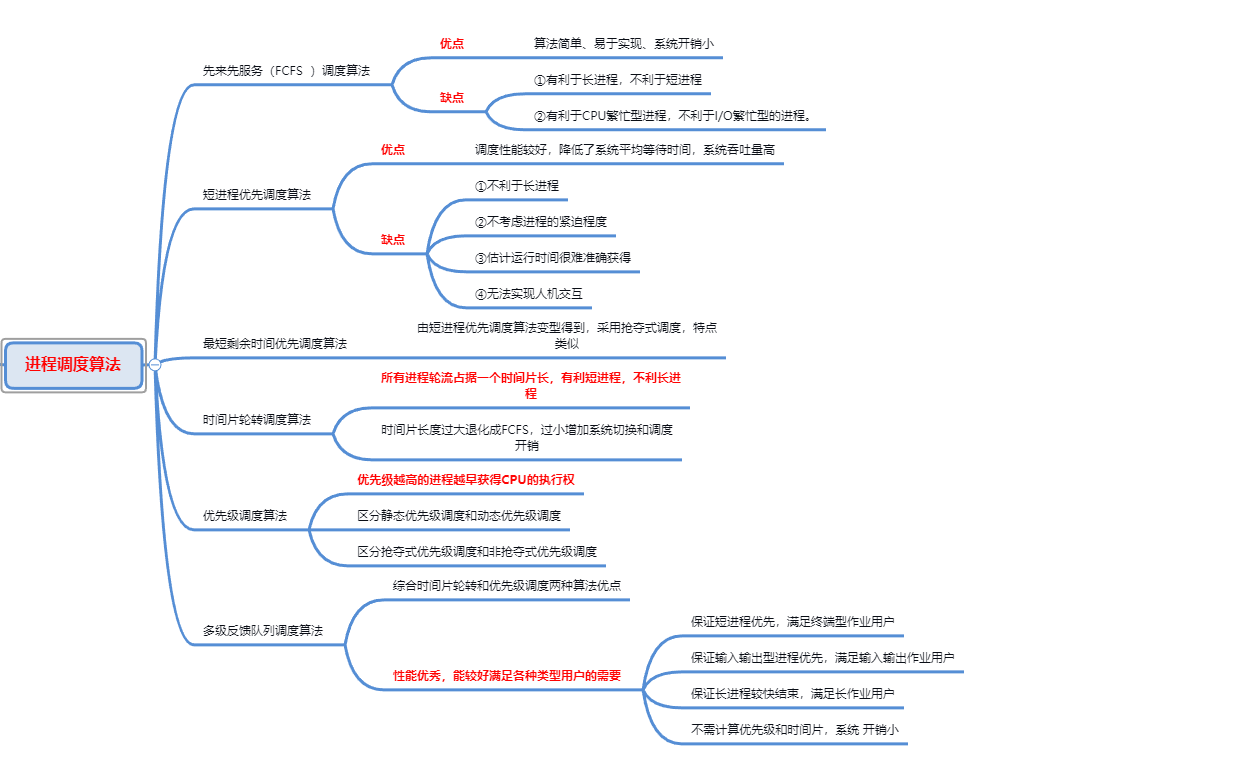 进程调度算法
先来先服务（FCFS ）调度算法
优点
算法简单、易于实现、系统开销小
缺点
①有利于长进程，不利于短进程
②有利于CPU繁忙型进程，不利于I/O繁忙型的进程。
短进程优先调度算法
优点
调度性能较好，降低了系统平均等待时间，系统吞吐量高
缺点
①不利于长进程
②不考虑进程的紧迫程度
③估计运行时间很难准确获得
④无法实现人机交互
最短剩余时间优先调度算法
由短进程优先调度算法变型得到，采用抢夺式调度，特点
类似
时间片轮转调度算法
所有进程轮流占据一个时间片长，有利短进程，不利长进
程
时间片长度过大退化成FCFS，过小增加系统切换和调度
开销
优先级调度算法
优先级越高的进程越早获得CPU的执行权
区分静态优先级调度和动态优先级调度
区分抢夺式优先级调度和非抢夺式优先级调度
多级反馈队列调度算法
综合时间片轮转和优先级调度两种算法优点
性能优秀，能较好满足各种类型用户的需要
保证短进程优先，满足终端型作业用户
保证输入输出型进程优先，满足输入输出作业用户
保证长进程较快结束，满足长作业用户
不需计算优先级和时间片，系统 开销小